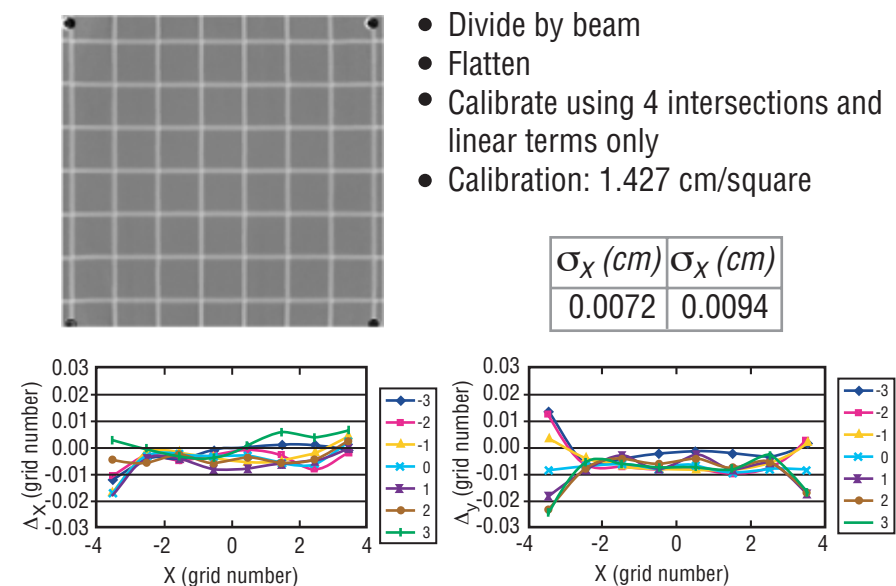 • Divide by beam
• Flatten
• Calibrate using 4 intersections and
linear terms only
• Calibration: 1.427 cm/square
σX (cm) σX (cm)
0.0072 0.0094
0.03
0.02
0.01
0.00
-0.01
-0.02
-0.03
ΔX (grid number)
-4 -2 0 2 4
X (grid number)
-3
-2
-1
0
1
2
3
0.03
0.02
0.01
0.00
-0.01
-0.02
-0.03
Δy (grid number)
-4 -2 0 2 4
X (grid number)
-3
-2
-1
0
1
2
3